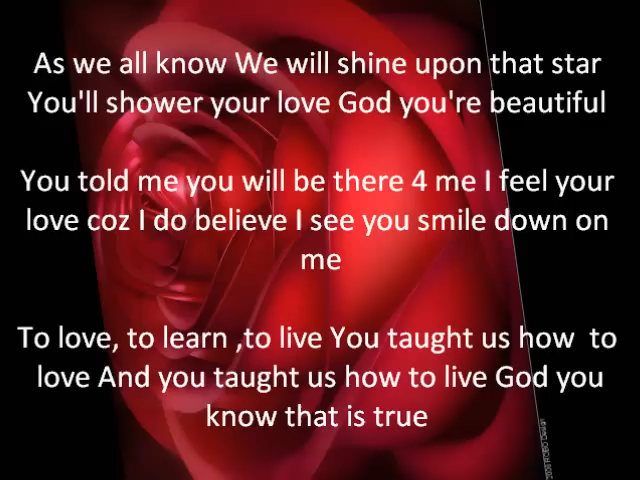 As we all know We will shine upon that star
You'll shower your love God you're beautiful
You told me you will be there 4 me I feel your
love coz I do believe I see you smile down on
me
To love, to learn ,to live You taught us how  to
love And you taught us how to live God you
know that is true